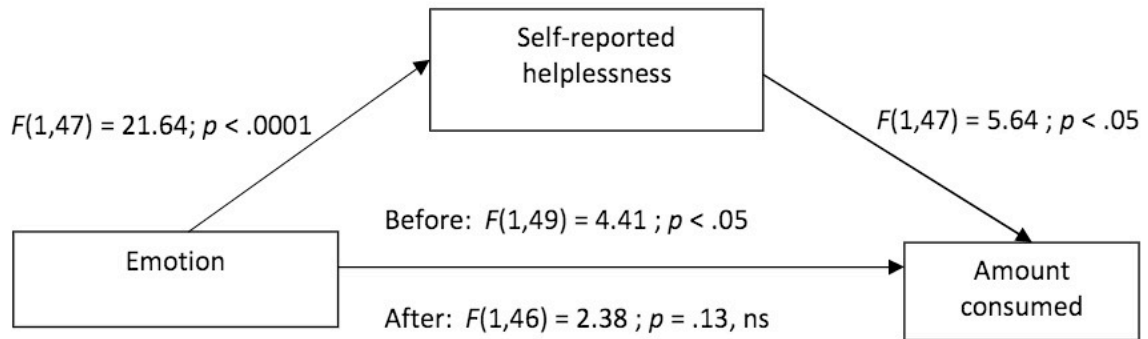 Self-reported
helplessness
F(1,47) = 21.64; p < .0001
F(1,47) = 5.64 ; p < .05
Before:  F(1,49) = 4.41 ; p < .05
Emotion
Amount
consumed
After:  F(1,46) = 2.38 ; p = .13, ns